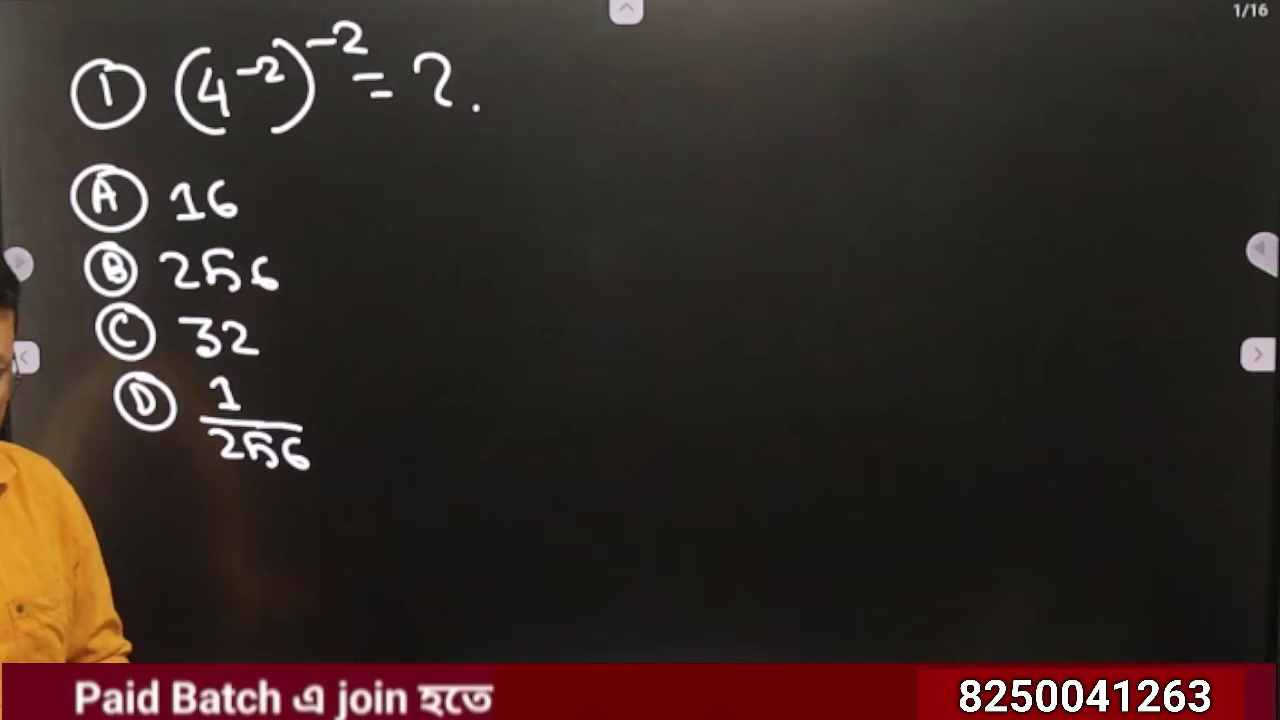 1/16
① (4⁻²)⁻² = ?.
Ⓐ 16
Ⓑ 256
Ⓒ 32
Ⓓ 1/256
Paid Batch এ join হতে 8250041263